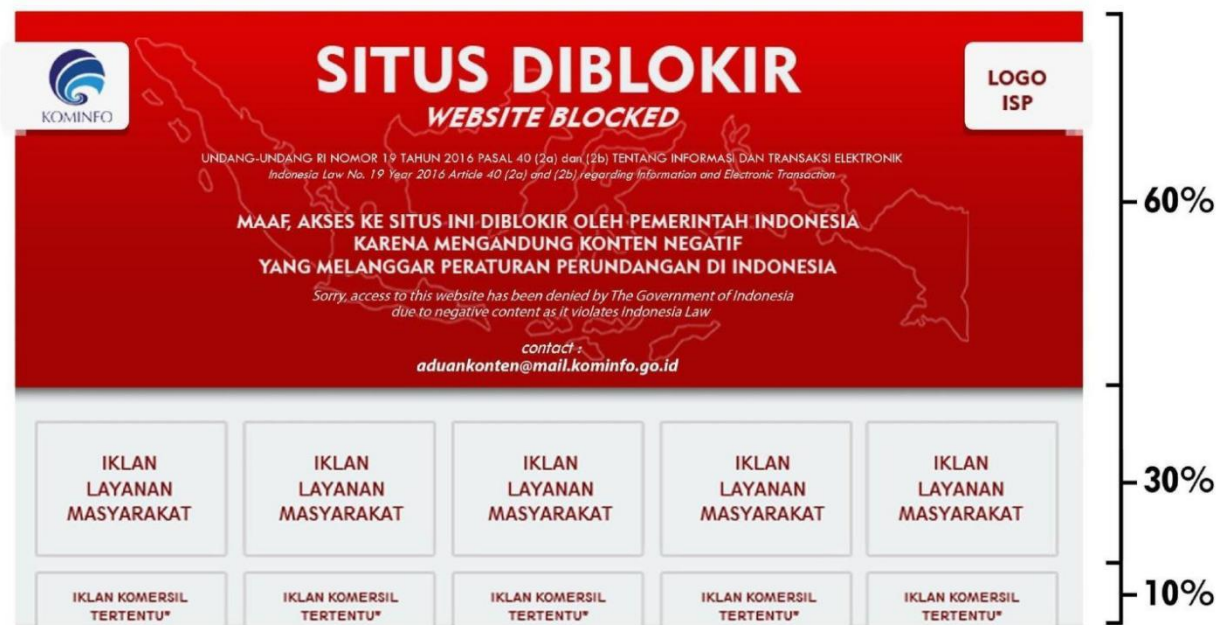 KOMINFO
SITUS DIBLOKIR
WEBSITE BLOCKED
LOGO
ISP
UNDANG-UNDANG RI NOMOR 19 TAHUN 2016 PASAL 40 (2a) dan (2b) TENTANG INFORMASI DAN TRANSAKSI ELEKTRONIK
Indonesia Law No. 19 Year 2016 Article 40 (2a) and (2b) regarding Information and Electronic Transaction
MAAF, AKSES KE SITUS INI DIBLOKIR OLEH PEMERINTAH INDONESIA
KARENA MENGANDUNG KONTEN NEGATIF
YANG MELANGGAR PERATURAN PERUNDANGAN DI INDONESIA
Sorry, access to this website has been denied by The Government of Indonesia
due to negative content as it violates Indonesia Law
contact :
aduankonten@mail.kominfo.go.id
60%
IKLAN
LAYANAN
MASYARAKAT
IKLAN
LAYANAN
MASYARAKAT
IKLAN
LAYANAN
MASYARAKAT
IKLAN
LAYANAN
MASYARAKAT
IKLAN
LAYANAN
MASYARAKAT
30%
IKLAN KOMERSIL
TERTENTU*
IKLAN KOMERSIL
TERTENTU*
IKLAN KOMERSIL
TERTENTU*
IKLAN KOMERSIL
TERTENTU*
IKLAN KOMERSIL
TERTENTU*
10%